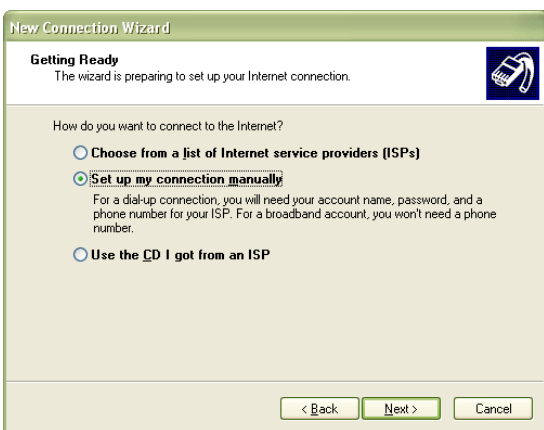 New Connection Wizard
Getting Ready
The wizard is preparing to set up your Internet connection.
How do you want to connect to the Internet?
Choose from a list of Internet service providers (ISPs)
Set up my connection manually
For a dial-up connection, you will need your account name, password, and a
phone number for your ISP. For a broadband account, you won't need a phone
number.
Use the CD I got from an ISP
< Back Next > Cancel